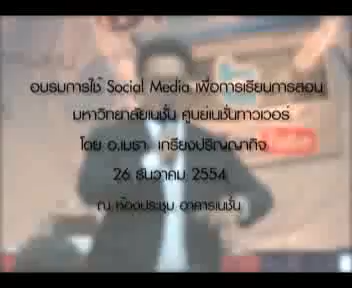 อบรมการใช้ Social Media เพื่อการเรียนการสอน
มหาวิทยาลัยเนชั่น ศูนย์เนชั่นทาวเวอร์
โดย อ.เมธา เกรียงปริญญากิจ
26 ธันวาคม 2554
ณ ห้องประชุม อาคารเนชั่น